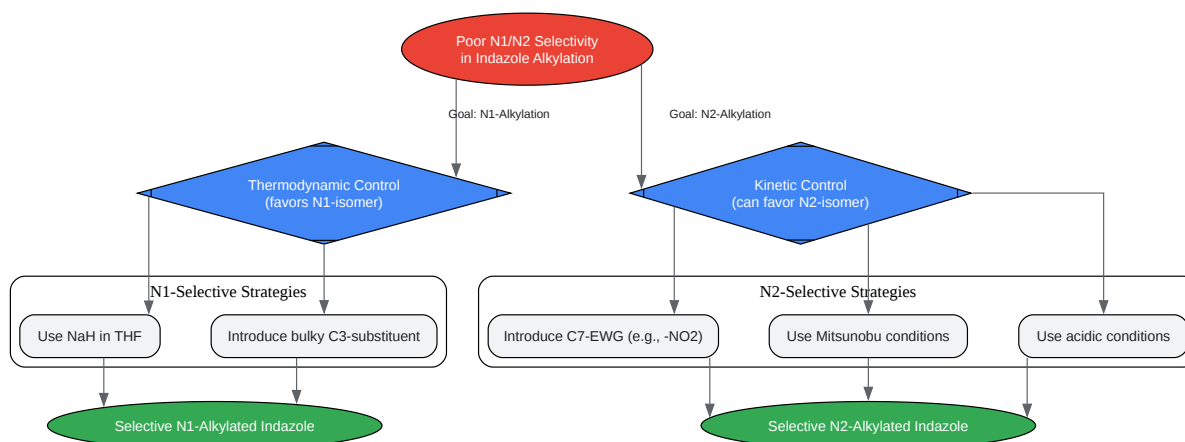 Poor N1/N2 Selectivity
in Indazole Alkylation
Goal: N1-Alkylation
Goal: N2-Alkylation
Thermodynamic Control
(favors N1-isomer)
Kinetic Control
(can favor N2-isomer)
N1-Selective Strategies
N2-Selective Strategies
Use NaH in THF
Introduce bulky C3-substituent
Introduce C7-EWG (e.g., -NO2)
Use Mitsunobu conditions
Use acidic conditions
Selective N1-Alkylated Indazole
Selective N2-Alkylated Indazole